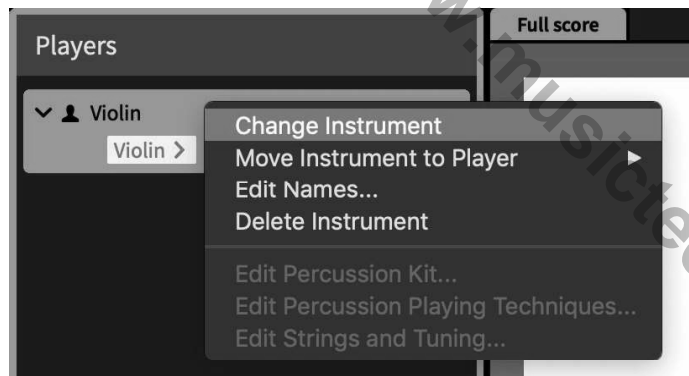 Full score
Players
Violin
Violin >
Change Instrument
Move Instrument to Player
Edit Names...
Delete Instrument
Edit Percussion Kit...
Edit Percussion Playing Techniques...
Edit Strings and Tuning...